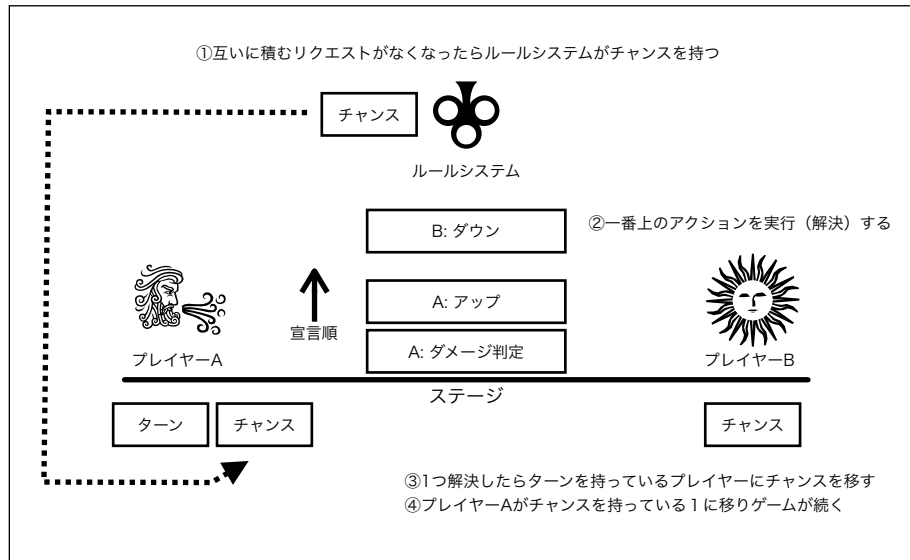 ①互いに積むリクエストがなくなったらルールシステムがチャンスを持つ
チャンス
ルールシステム
B: ダウン
②一番上のアクションを実行（解決）する
A: アップ
宣言順
A: ダメージ判定
プレイヤーA
プレイヤーB
ステージ
ターン
チャンス
チャンス
③1つ解決したらターンを持っているプレイヤーにチャンスを移す
④プレイヤーAがチャンスを持っている１に移りゲームが続く